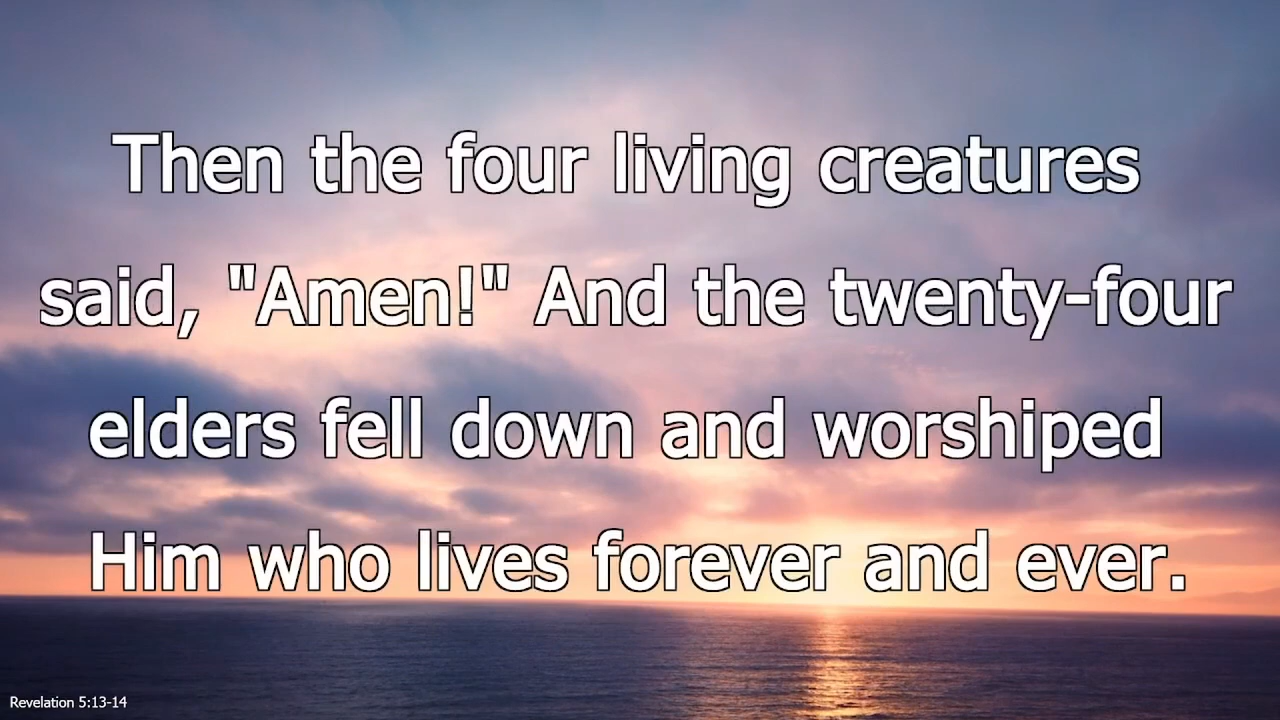 Then the four living creatures
said, "Amen!" And the twenty-four
elders fell down and worshiped
Him who lives forever and ever.
Revelation 5:13-14